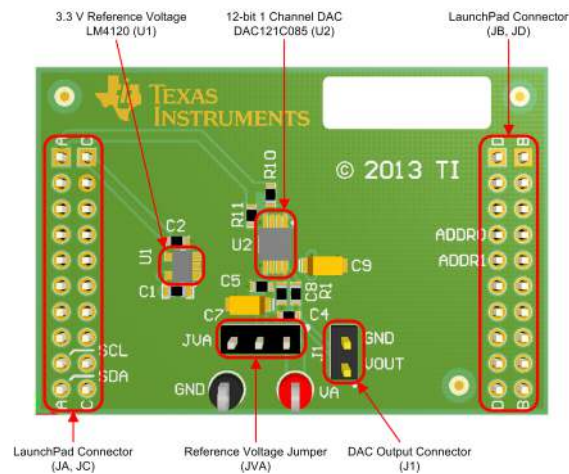 3.3 V Reference Voltage
LM4120 (U1)
12-bit 1 Channel DAC
DAC121C085 (U2)
LaunchPad Connector
(JB, JD)
TEXAS
INSTRUMENTS
A C
D B
© 2013 TI
R10
R11
C2
U1
U2
C1
ADDR0
ADDR1
C9
C5
C8
R1
C7
C4
JVA
J1
GND
VOUT
SCL
SDA
GND
VA
A C
D B
LaunchPad Connector
(JA, JC)
Reference Voltage Jumper
(JVA)
DAC Output Connector
(J1)